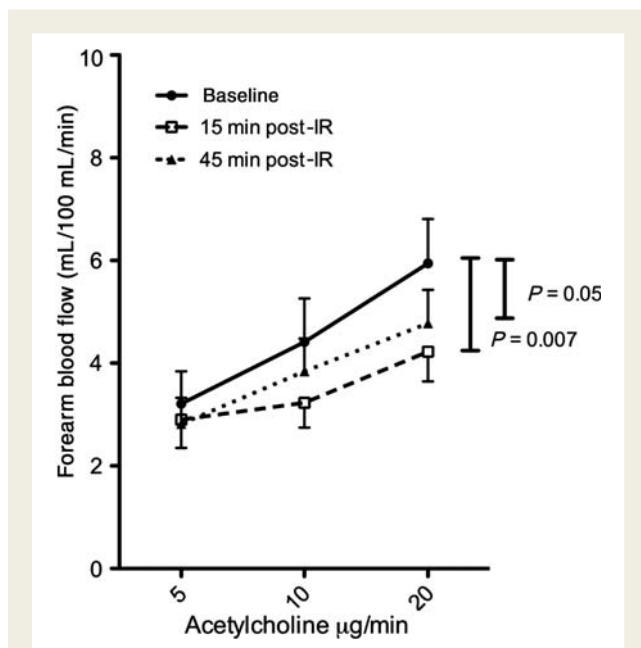 10
8
6
4
2
0
Forearm blood flow (mL/100 mL/min)
Baseline
15 min post-IR
45 min post-IR
P = 0.05
P = 0.007
5
10
20
Acetylcholine μg/min